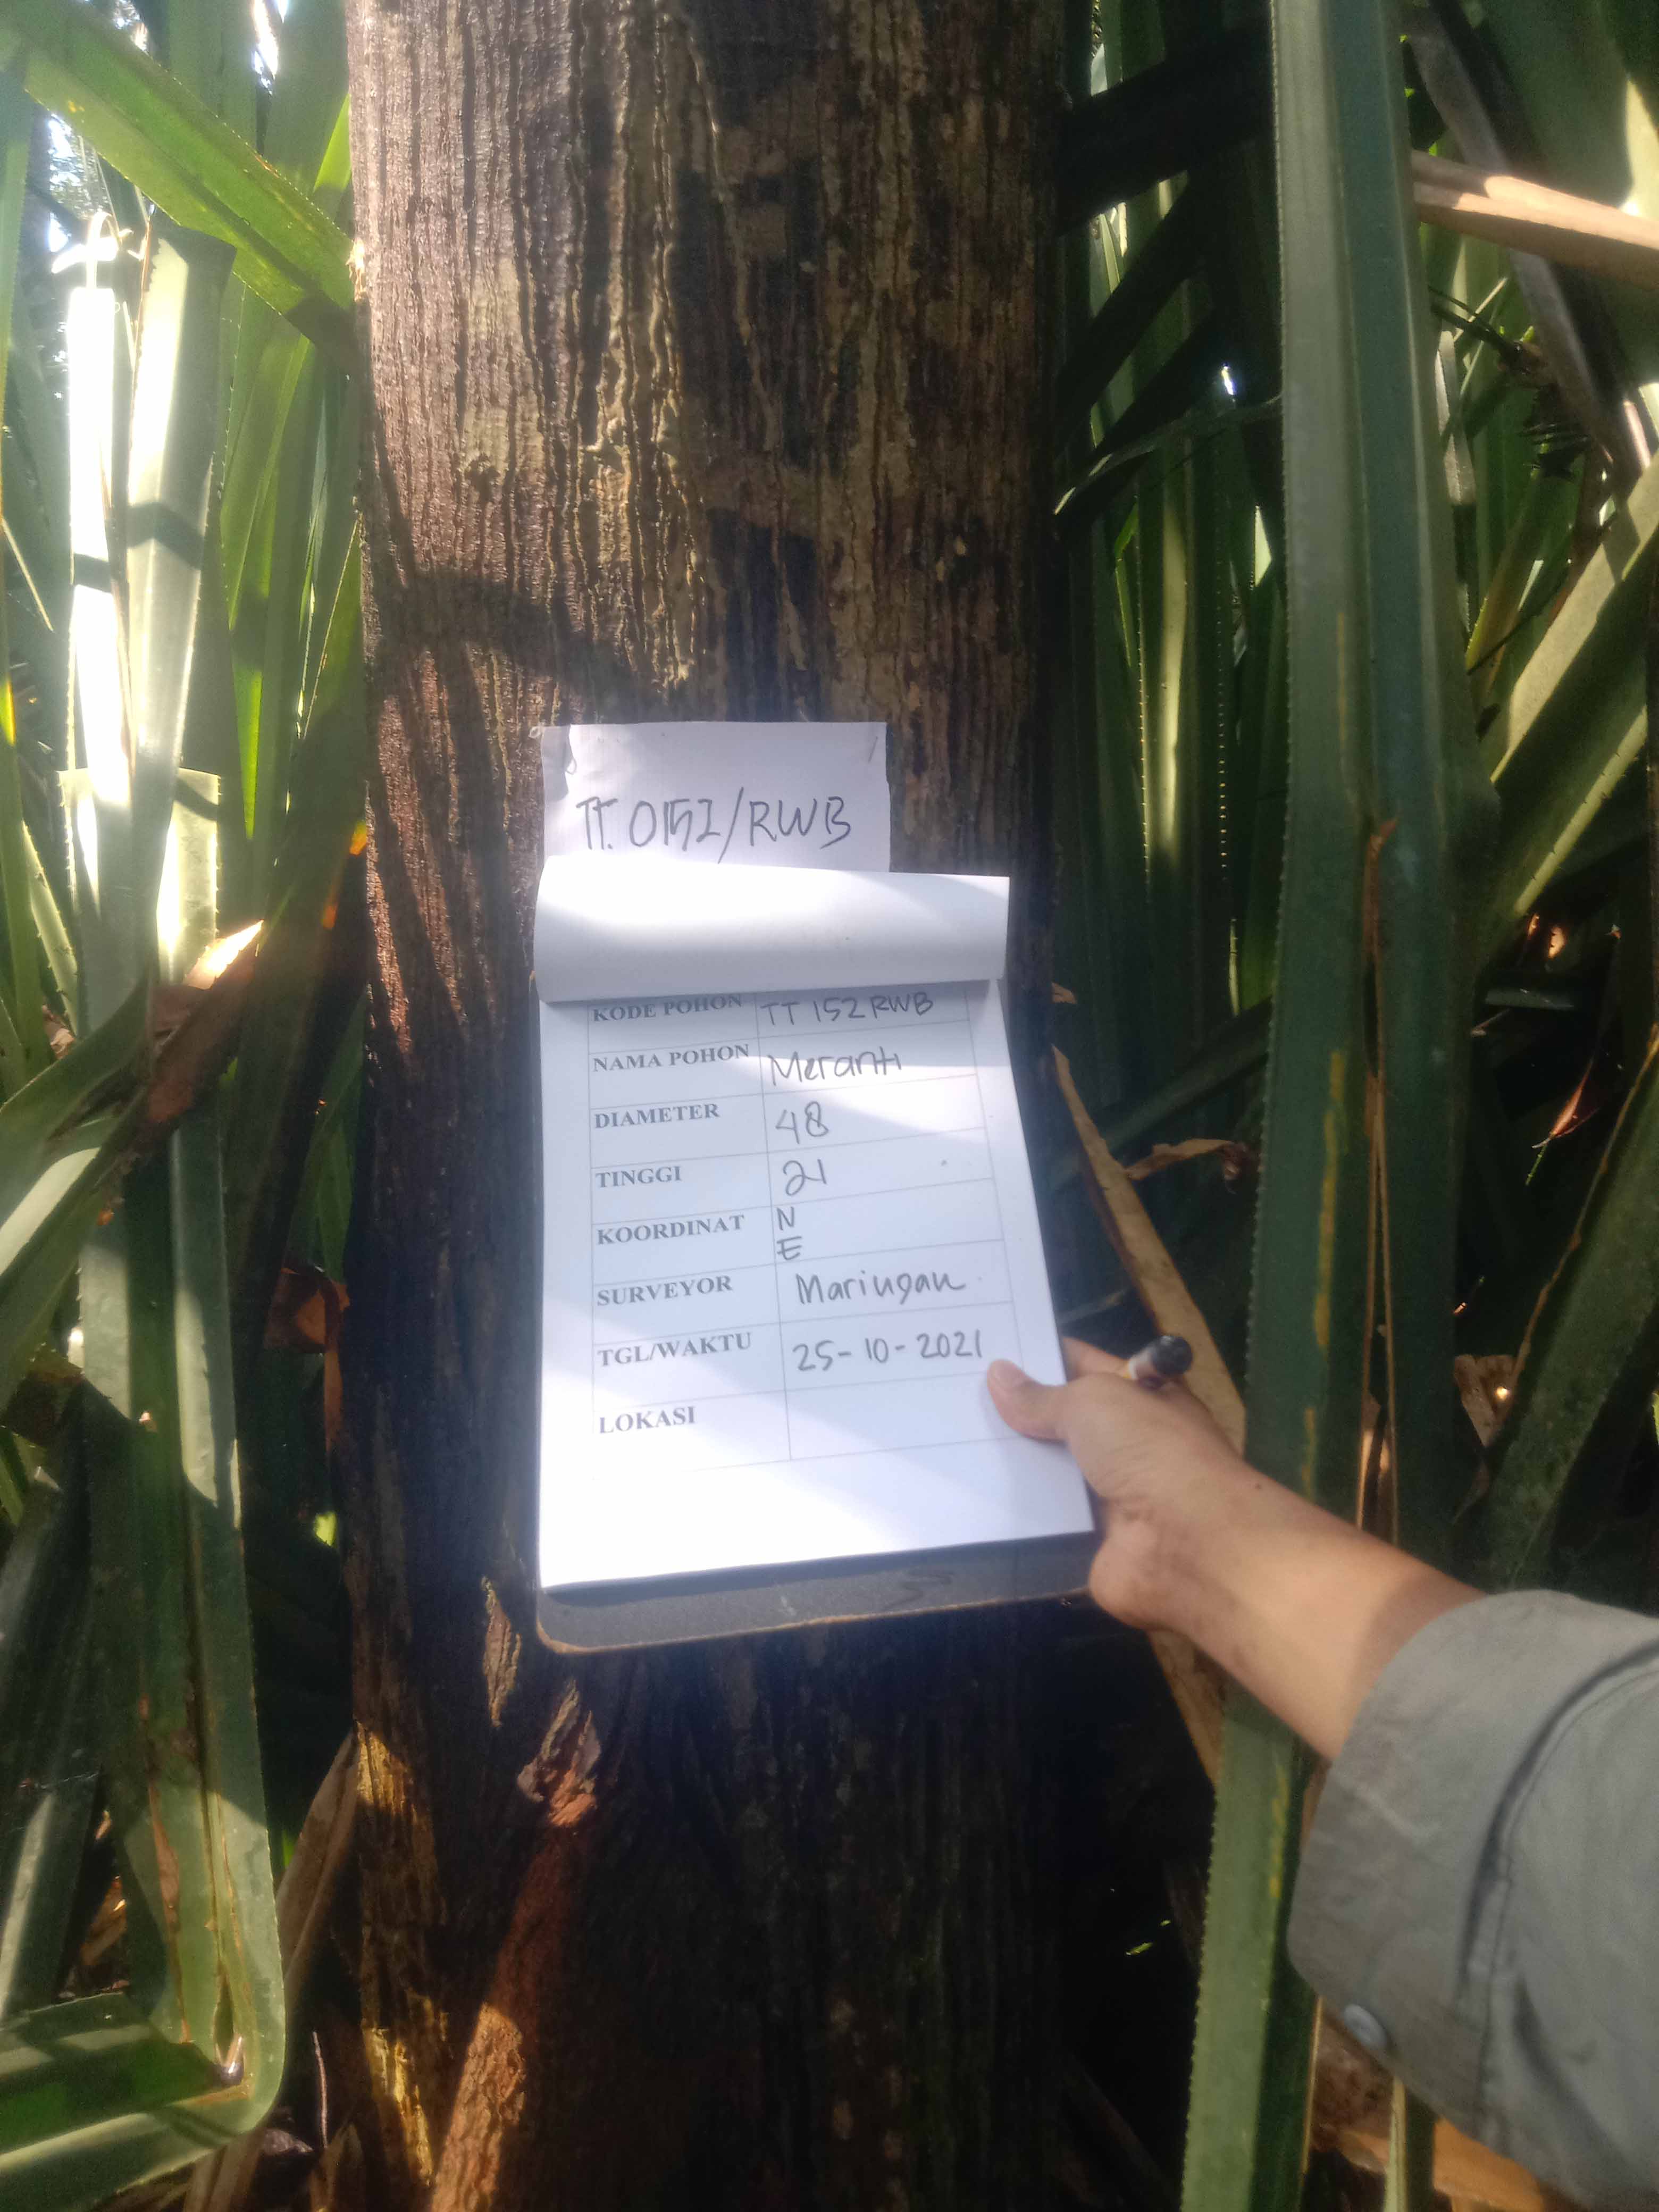 TT. 0152/RWB
KODE POHON TT 152 RWB
NAMA POHON Meranti
DIAMETER 48
TINGGI 21
KOORDINAT N
E
SURVEYOR Maringan
TGL/WAKTU 25-10-2021
LOKASI